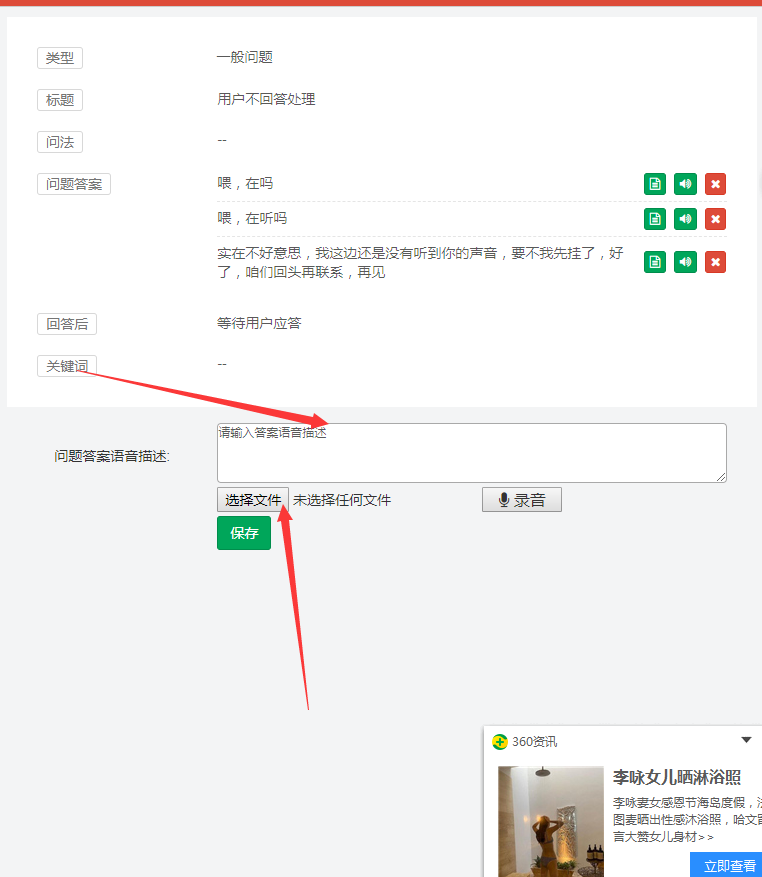 类型
一般问题
标题
用户不回答处理
问法
--
问题答案
喂，在吗
喂，在听吗
实在不好意思，我这边还是没有听到你的声音，要不我先挂了，好
了，咱们回头再联系，再见
回答后
等待用户应答
关键词
--
问题答案语音描述:
请输入答案语音描述
选择文件
未选择任何文件
录音
保存
360资讯
李咏女儿晒淋浴照
李咏妻女感恩节海岛度假，
图麦晒出性感沐浴照，哈文
言大赞女儿身材>>
立即查看